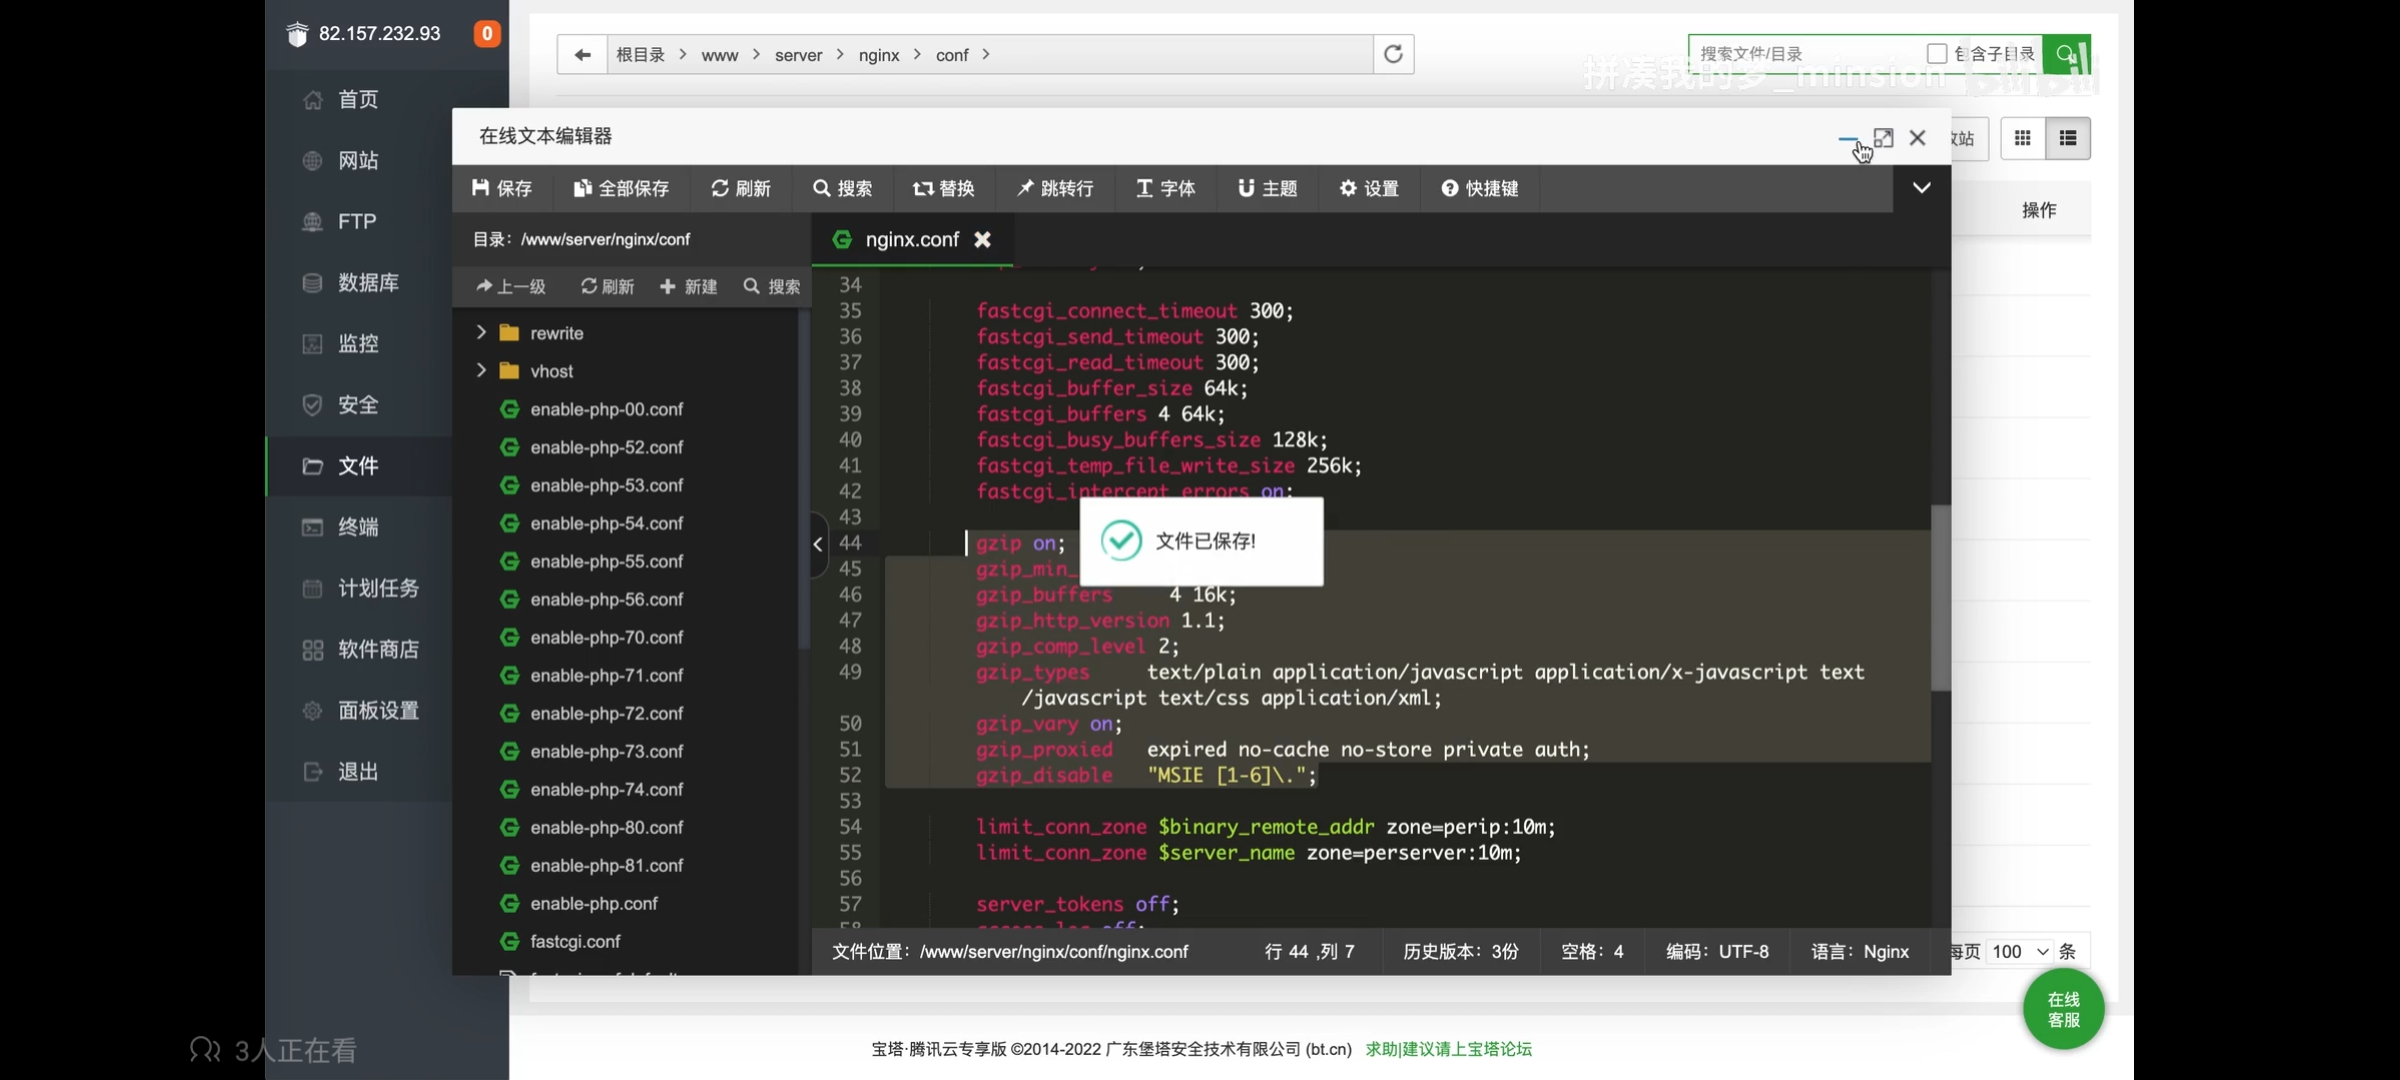 82.157.232.93
0
首页
网站
FTP
数据库
监控
安全
文件
终端
计划任务
软件商店
面板设置
退出
3人正在看
根目录 > www > server > nginx > conf >
搜索文件/目录
包含子目录
拼凑我的梦_minsion
bilibili
操作
在线文本编辑器
保存 全部保存 刷新 搜索 替换 跳转行 字体 主题 设置 快捷键
目录：/www/server/nginx/conf
上一级 刷新 新建 搜索
rewrite
vhost
enable-php-00.conf
enable-php-52.conf
enable-php-53.conf
enable-php-54.conf
enable-php-55.conf
enable-php-56.conf
enable-php-70.conf
enable-php-71.conf
enable-php-72.conf
enable-php-73.conf
enable-php-74.conf
enable-php-80.conf
enable-php-81.conf
enable-php.conf
fastcgi.conf
nginx.conf
34
35 fastcgi_connect_timeout 300;
36 fastcgi_send_timeout 300;
37 fastcgi_read_timeout 300;
38 fastcgi_buffer_size 64k;
39 fastcgi_buffers 4 64k;
40 fastcgi_busy_buffers_size 128k;
41 fastcgi_temp_file_write_size 256k;
42 fastcgi_intercept_errors on;
43
44 gzip on;
45 gzip_min_
46 gzip_buffers 4 16k;
47 gzip_http_version 1.1;
48 gzip_comp_level 2;
49 gzip_types text/plain application/javascript application/x-javascript text
/javascript text/css application/xml;
50 gzip_vary on;
51 gzip_proxied expired no-cache no-store private auth;
52 gzip_disable "MSIE [1-6]\.";
53
54 limit_conn_zone $binary_remote_addr zone=perip:10m;
55 limit_conn_zone $server_name zone=perserver:10m;
56
57 server_tokens off;
文件已保存!
文件位置：/www/server/nginx/conf/nginx.conf 行 44 ,列 7 历史版本：3份 空格：4 编码：UTF-8 语言：Nginx
每页 100 条
在线
客服
宝塔·腾讯云专享版 ©2014-2022 广东堡塔安全技术有限公司 (bt.cn) 求助|建议请上宝塔论坛